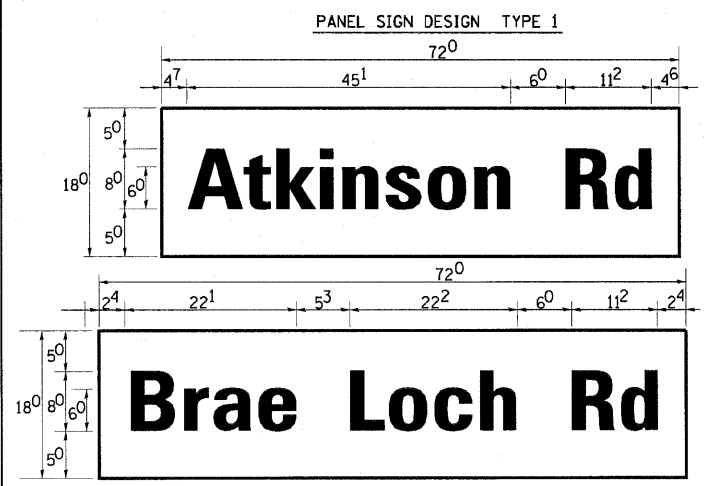 PANEL SIGN DESIGN TYPE 1
72⁰
4⁷ 45¹ 6⁰ 11² 4⁶
18⁰ 5⁰ 8⁰ 6⁰ 5⁰
Atkinson Rd
72⁰
2⁴ 22¹ 5³ 22² 6⁰ 11² 2⁴
18⁰ 5⁰ 8⁰ 6⁰ 5⁰
Brae Loch Rd